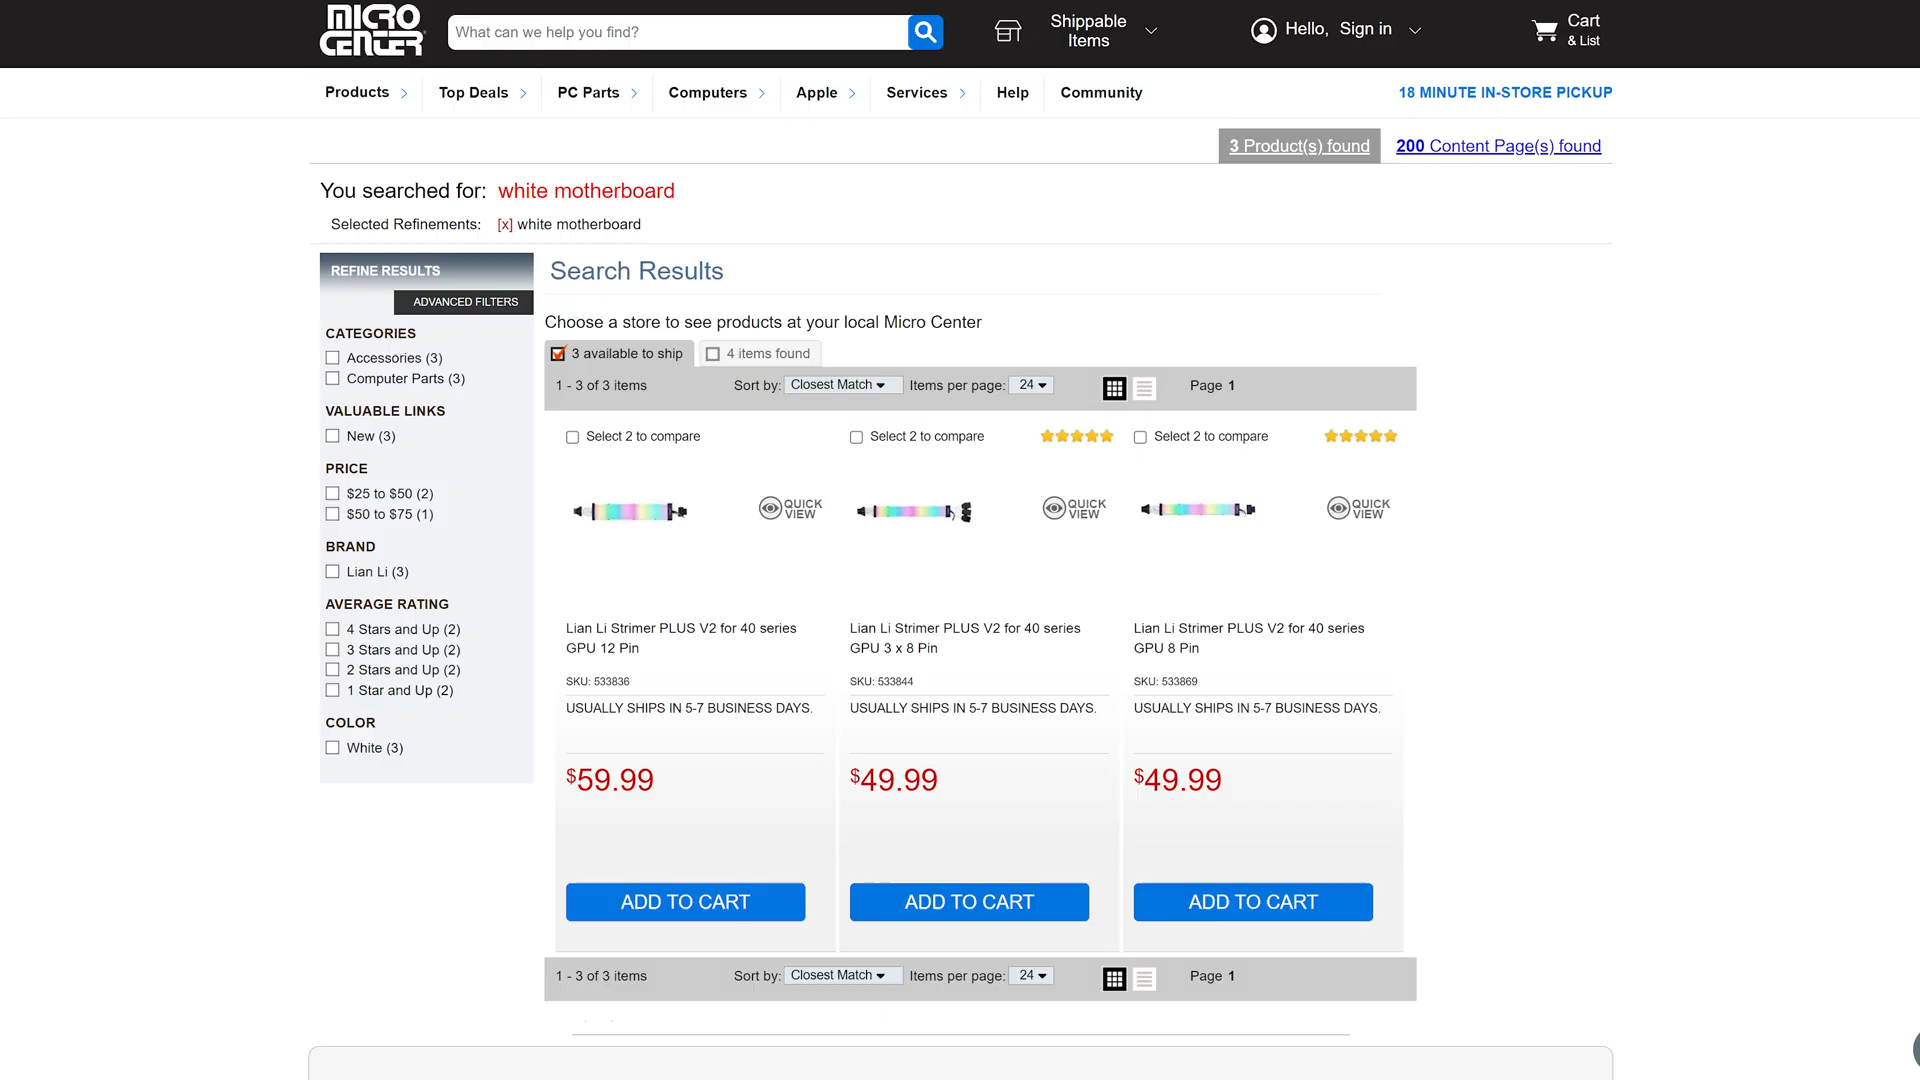 MICRO CENTER
What can we help you find?
Shippable Items
Hello, Sign in
Cart & List
Products
Top Deals
PC Parts
Computers
Apple
Services
Help
Community
18 MINUTE IN-STORE PICKUP
3 Product(s) found
200 Content Page(s) found
You searched for: white motherboard
Selected Refinements: [x] white motherboard
REFINE RESULTS
ADVANCED FILTERS
CATEGORIES
Accessories (3)
Computer Parts (3)
VALUABLE LINKS
New (3)
PRICE
$25 to $50 (2)
$50 to $75 (1)
BRAND
Lian Li (3)
AVERAGE RATING
4 Stars and Up (2)
3 Stars and Up (2)
2 Stars and Up (2)
1 Star and Up (2)
COLOR
White (3)
Search Results
Choose a store to see products at your local Micro Center
3 available to ship
4 items found
1 - 3 of 3 items Sort by: Closest Match Items per page: 24 Page 1
Select 2 to compare
QUICK VIEW
Lian Li Strimer PLUS V2 for 40 series
GPU 12 Pin
SKU: 533836
USUALLY SHIPS IN 5-7 BUSINESS DAYS.
$59.99
ADD TO CART
Select 2 to compare
QUICK VIEW
Lian Li Strimer PLUS V2 for 40 series
GPU 3 x 8 Pin
SKU: 533844
USUALLY SHIPS IN 5-7 BUSINESS DAYS.
$49.99
ADD TO CART
Select 2 to compare
QUICK VIEW
Lian Li Strimer PLUS V2 for 40 series
GPU 8 Pin
SKU: 533869
USUALLY SHIPS IN 5-7 BUSINESS DAYS.
$49.99
ADD TO CART
1 - 3 of 3 items Sort by: Closest Match Items per page: 24 Page 1